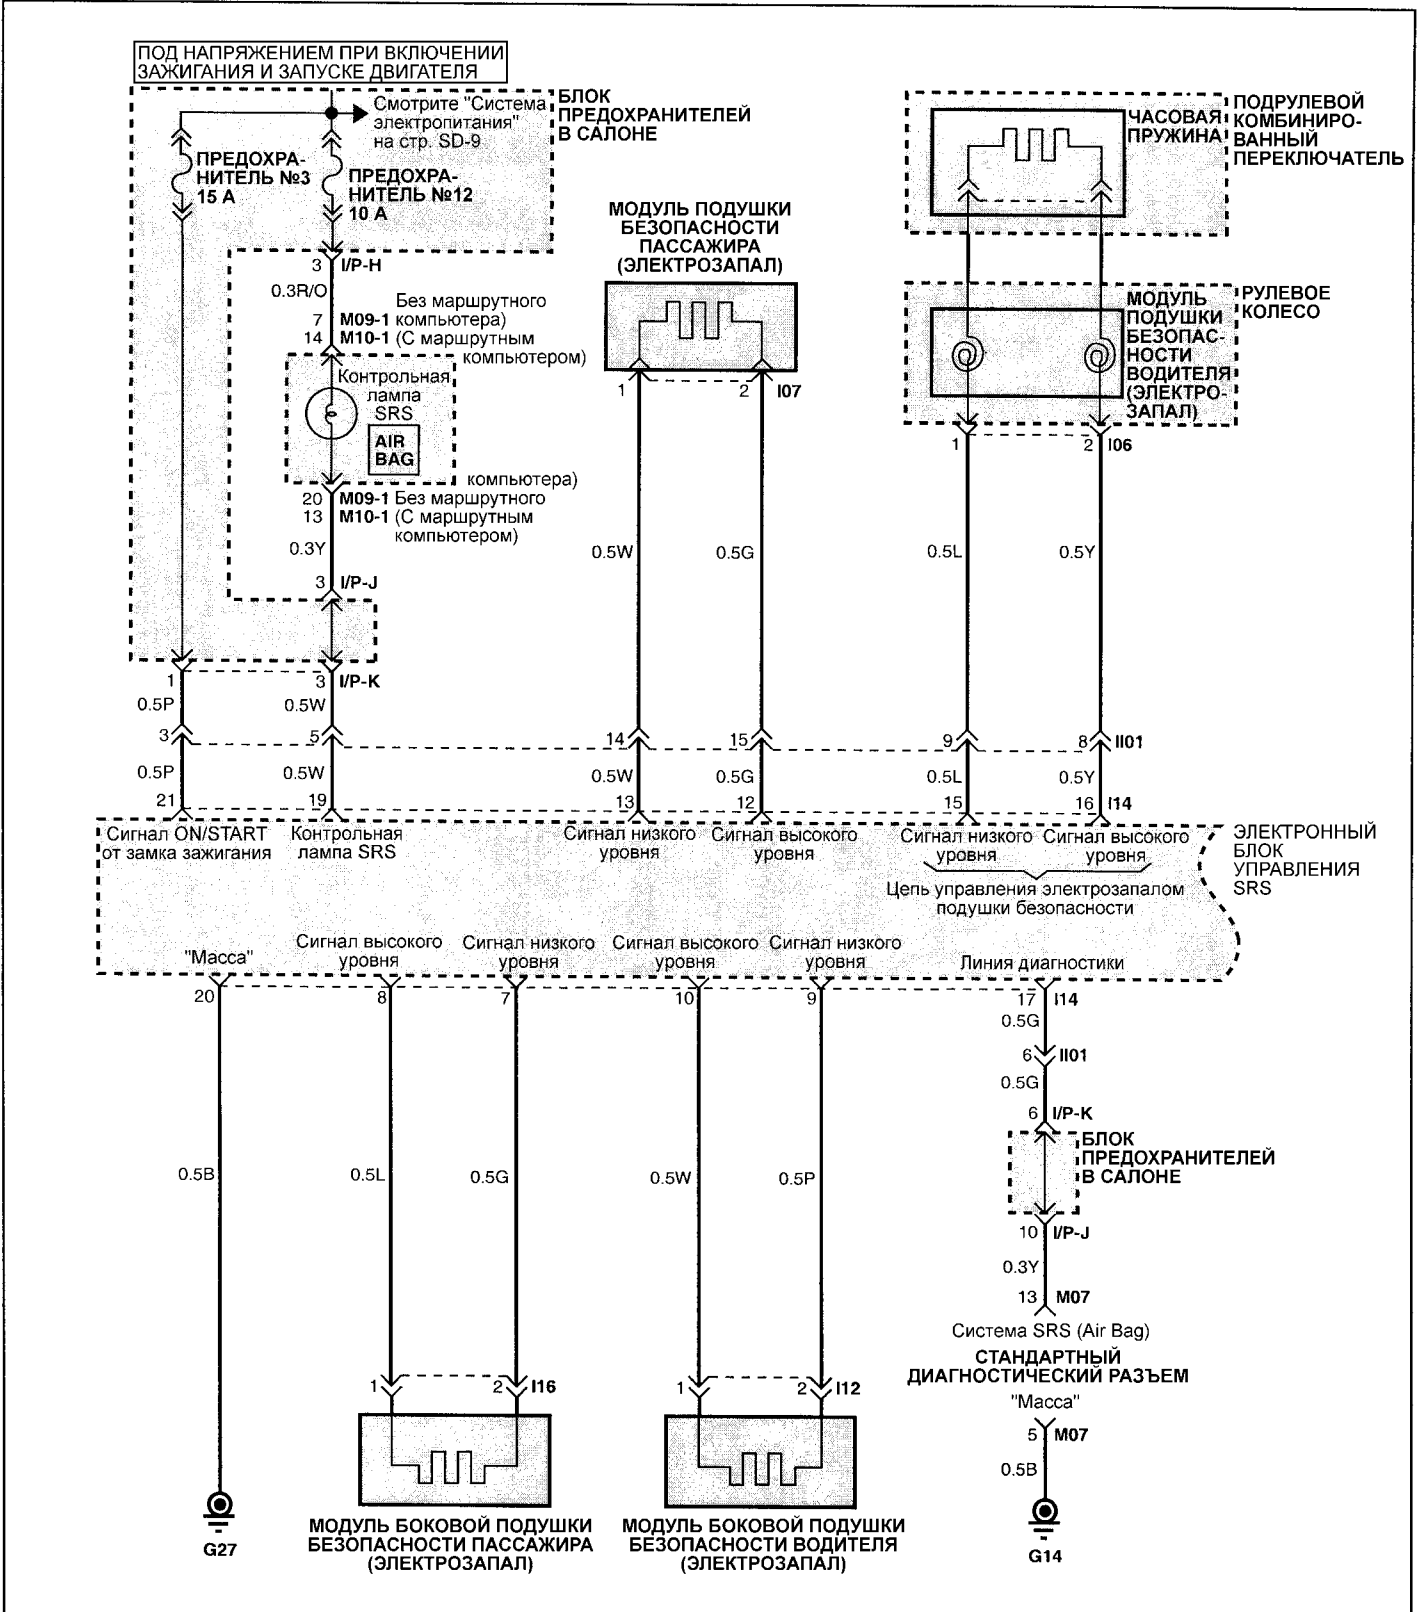 ПОД НАПРЯЖЕНИЕМ ПРИ ВКЛЮЧЕНИИ
ЗАЖИГАНИЯ И ЗАПУСКЕ ДВИГАТЕЛЯ
Смотрите "Система
электропитания"
на стр. SD-9
БЛОК
ПРЕДОХРАНИТЕЛЕЙ
В САЛОНЕ
ПРЕДОХРА-
НИТЕЛЬ №3
15 А
ПРЕДОХРА-
НИТЕЛЬ №12
10 А
ЧАСОВАЯ
ПРУЖИНА
ПОДРУЛЕВОЙ
КОМБИНИРО-
ВАННЫЙ
ПЕРЕКЛЮЧАТЕЛЬ
МОДУЛЬ ПОДУШКИ
БЕЗОПАСНОСТИ
ПАССАЖИРА
(ЭЛЕКТРОЗАПАЛ)
3 I/P-H
0.3R/O
Без маршрутного
7 M09-1 компьютера)
14 M10-1 (С маршрутным
компьютером)
МОДУЛЬ
ПОДУШКИ
БЕЗОПАС-
НОСТИ
ВОДИТЕЛЯ
(ЭЛЕКТРО-
ЗАПАЛ)
РУЛЕВОЕ
КОЛЕСО
Контрольная
лампа
SRS
AIR
BAG
1 2 I07
1 2 I06
компьютера)
20 M09-1 Без маршрутного
13 M10-1 (С маршрутным
компьютером)
0.3Y 0.5W 0.5G 0.5L 0.5Y
3 I/P-J
1 3 I/P-K
0.5P 0.5W
3 5 14 15 9 8 II01
0.5P 0.5W 0.5W 0.5G 0.5L 0.5Y
21 19 13 12 15 16 I14
Сигнал ON/START
от замка зажигания
Контрольная
лампа SRS
Сигнал низкого
уровня
Сигнал высокого
уровня
Сигнал низкого
уровня
Сигнал высокого
уровня
Цепь управления электрозапалом
подушки безопасности
ЭЛЕКТРОННЫЙ
БЛОК
УПРАВЛЕНИЯ
SRS
"Масса"
Сигнал высокого
уровня
Сигнал низкого
уровня
Сигнал высокого
уровня
Сигнал низкого
уровня
Линия диагностики
20 8 7 10 9 17 I14
0.5G
6 II01
0.5G
6 I/P-K
БЛОК
ПРЕДОХРАНИТЕЛЕЙ
В САЛОНЕ
0.5B 0.5L 0.5G 0.5W 0.5P
10 I/P-J
0.3Y
13 M07
Система SRS (Air Bag)
СТАНДАРТНЫЙ
ДИАГНОСТИЧЕСКИЙ РАЗЪЕМ
"Масса"
1 2 I16
1 2 I12
5 M07
0.5B
G27
МОДУЛЬ БОКОВОЙ ПОДУШКИ
БЕЗОПАСНОСТИ ПАССАЖИРА
(ЭЛЕКТРОЗАПАЛ)
МОДУЛЬ БОКОВОЙ ПОДУШКИ
БЕЗОПАСНОСТИ ВОДИТЕЛЯ
(ЭЛЕКТРОЗАПАЛ)
G14